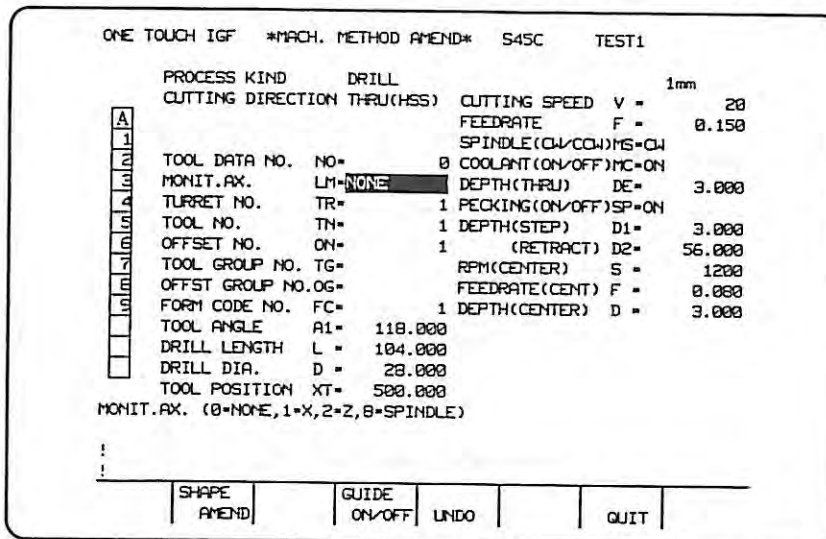 ONE TOUCH IGF *MACH. METHOD AMEND* S45C TEST1
PROCESS KIND DRILL 1mm
CUTTING DIRECTION THRU(HSS) CUTTING SPEED V = 20
A FEEDRATE F = 0.150
1 SPINDLE(CW/CCW)MS=CW
2 TOOL DATA NO. NO= 0 COOLANT(ON/OFF)MC=ON
3 MONIT.AX. LM=NONE DEPTH(THRU) DE= 3.000
4 TURRET NO. TR= 1 PECKING(ON/OFF)SP=ON
5 TOOL NO. TN= 1 DEPTH(STEP) D1= 3.000
6 OFFSET NO. ON= 1 (RETRACT) D2= 56.000
7 TOOL GROUP NO. TG= RPM(CENTER) S = 1200
8 OFFST GROUP NO.OG= FEEDRATE(CENT) F = 0.080
9 FORM CODE NO. FC= 1 DEPTH(CENTER) D = 3.000
TOOL ANGLE A1= 118.000
DRILL LENGTH L = 104.000
DRILL DIA. D = 28.000
TOOL POSITION XT= 500.000
MONIT.AX. (0=NONE,1=X,2=Z,8=SPINDLE)
!
!
SHAPE AMEND GUIDE ON/OFF UNDO QUIT